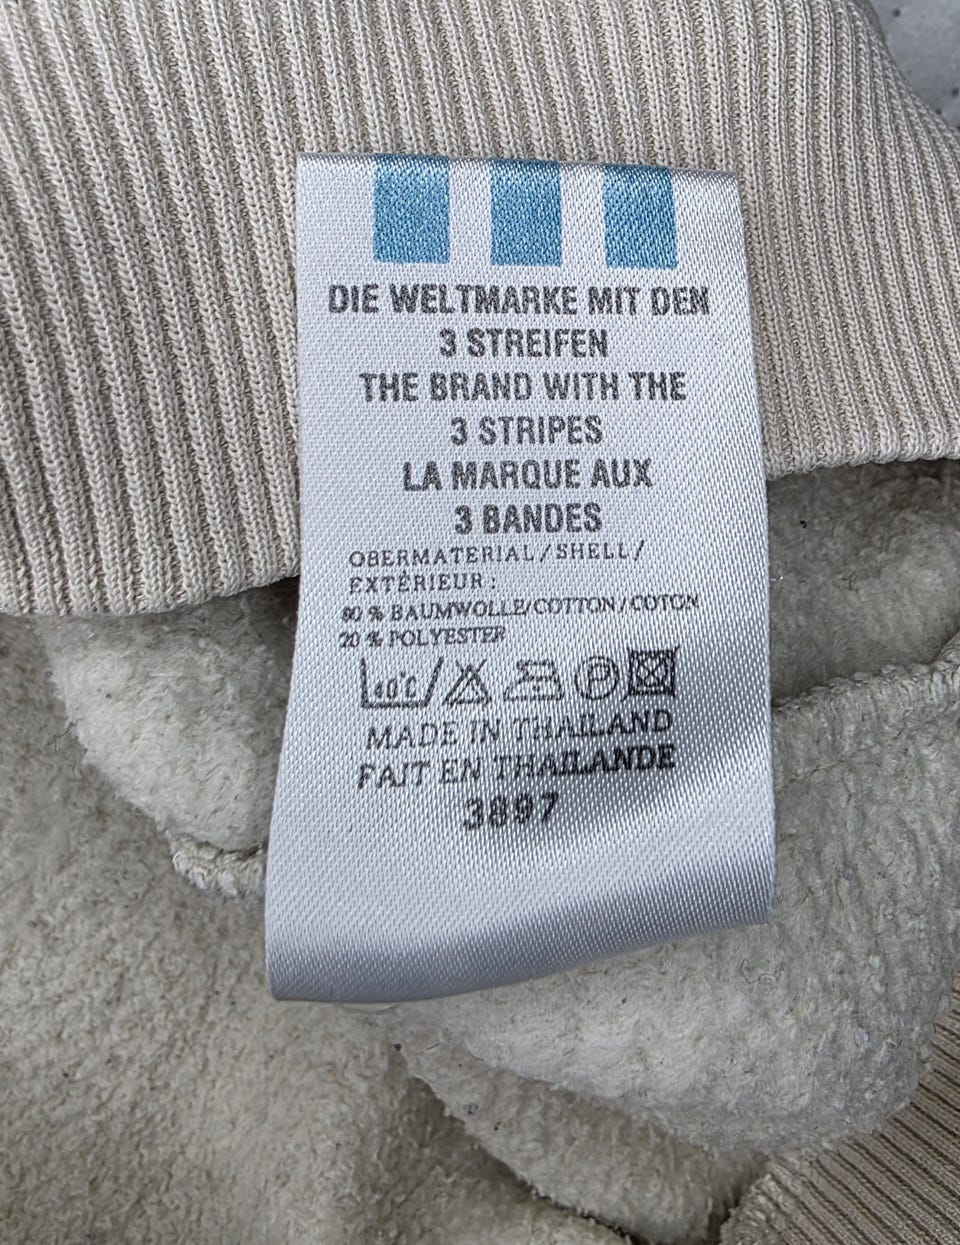 DIE WELTMARKE MIT DEN
3 STREIFEN
THE BRAND WITH THE
3 STRIPES
LA MARQUE AUX
3 BANDES
OBERMATERIAL/SHELL/
EXTÉRIEUR:
80 % BAUMWOLLE/COTTON/COTON
20 % POLYESTER
40°C P
MADE IN THAILAND
FAIT EN THAILANDE
3897